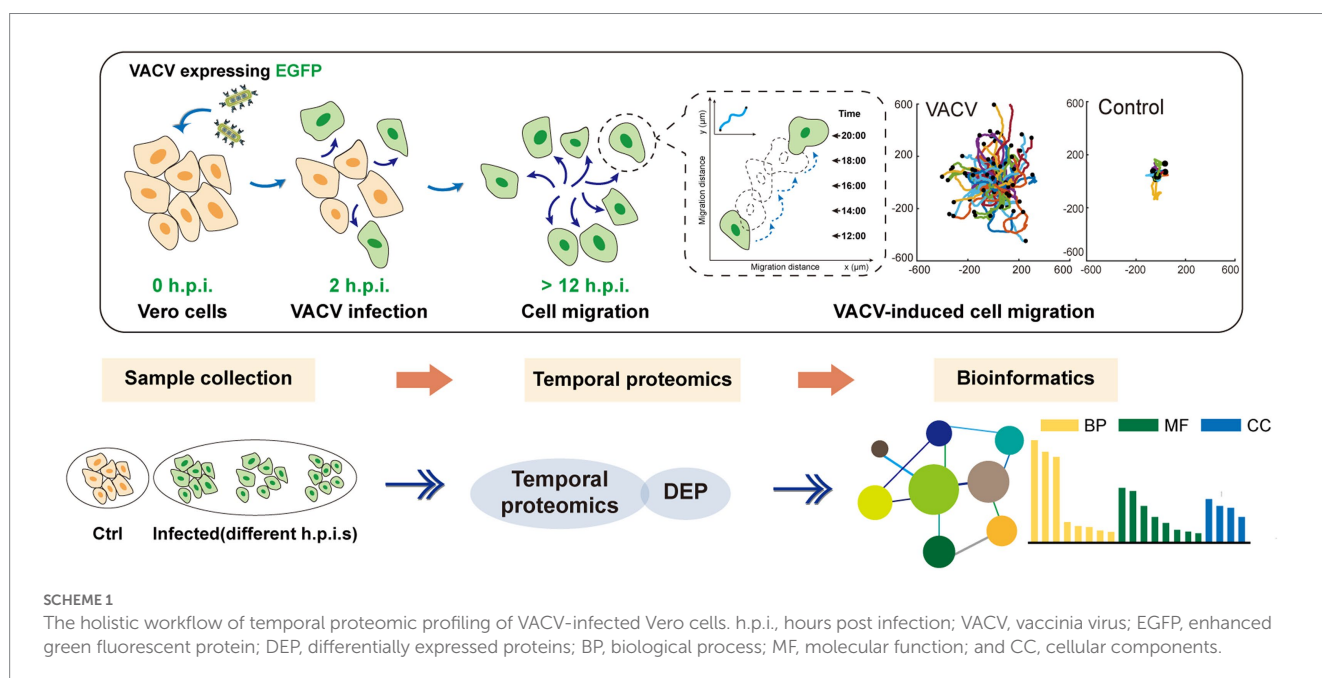 VACV expressing EGFP
0 h.p.i.
Vero cells
2 h.p.i.
VACV infection
> 12 h.p.i.
Cell migration
y (μm)
Migration distance
Time
20:00
18:00
16:00
14:00
12:00
Migration distance
x (μm)
VACV
600
200
-200
-600
-600
-200
200
600
Control
600
200
-200
-600
-600
-200
200
600
VACV-induced cell migration
Sample collection
Temporal proteomics
Bioinformatics
Ctrl
Infected(different h.p.i.s)
Temporal
proteomics
DEP
BP
MF
CC
SCHEME 1
The holistic workflow of temporal proteomic profiling of VACV-infected Vero cells. h.p.i., hours post infection; VACV, vaccinia virus; EGFP, enhanced
green fluorescent protein; DEP, differentially expressed proteins; BP, biological process; MF, molecular function; and CC, cellular components.